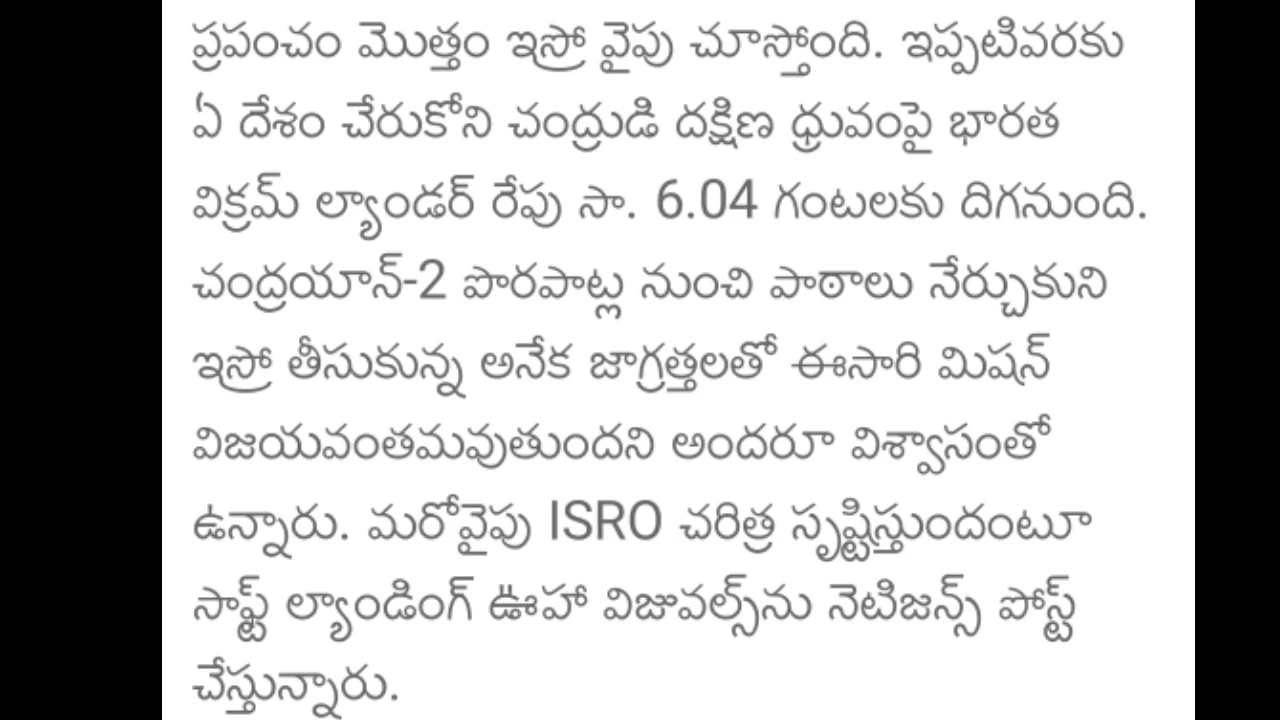 ప్రపంచం మొత్తం ఇస్రో వైపు చూస్తోంది. ఇప్పటివరకు
ఏ దేశం చేరుకోని చంద్రుడి దక్షిణ ధ్రువంపై భారత
విక్రమ్ ల్యాండర్ రేపు సా. 6.04 గంటలకు దిగనుంది.
చంద్రయాన్-2 పొరపాట్ల నుంచి పాఠాలు నేర్చుకుని
ఇస్రో తీసుకున్న అనేక జాగ్రత్తలతో ఈసారి మిషన్
విజయవంతమవుతుందని అందరూ విశ్వాసంతో
ఉన్నారు. మరోవైపు ISRO చరిత్ర సృష్టిస్తుందంటూ
సాఫ్ట్ ల్యాండింగ్ ఊహా విజువల్స్‌ను నెటిజన్స్ పోస్ట్
చేస్తున్నారు.